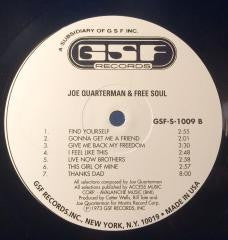 A SUBSIDIARY OF G S F INC.
GSF
RECORDS
JOE QUARTERMAN & FREE SOUL
GSF-S-1009 B
1 FIND YOURSELF 2:55
2 GONNA GET ME A FRIEND 2:51
3 GIVE ME BACK MY FREEDOM 3:30
4 I FEEL LIKE THIS 2:48
5 LIVE NOW BROTHERS 2:58
6 THIS GIRL OF MINE 2:57
7 THANKS DAD 8:00
All selections composed by Joe Quarterman
All selections published by ACCESS MUSIC
CORP - AVALANCHE MUSIC (BMI)
Produced by Carter Wells, Bill Tate and
Joe Quarterman for Mantis Record Corp.
Ⓟ1973 GSF RECORDS, INC
GSF RECORDS.INC. NEW YORK, N.Y. 10019 • MADE IN USA